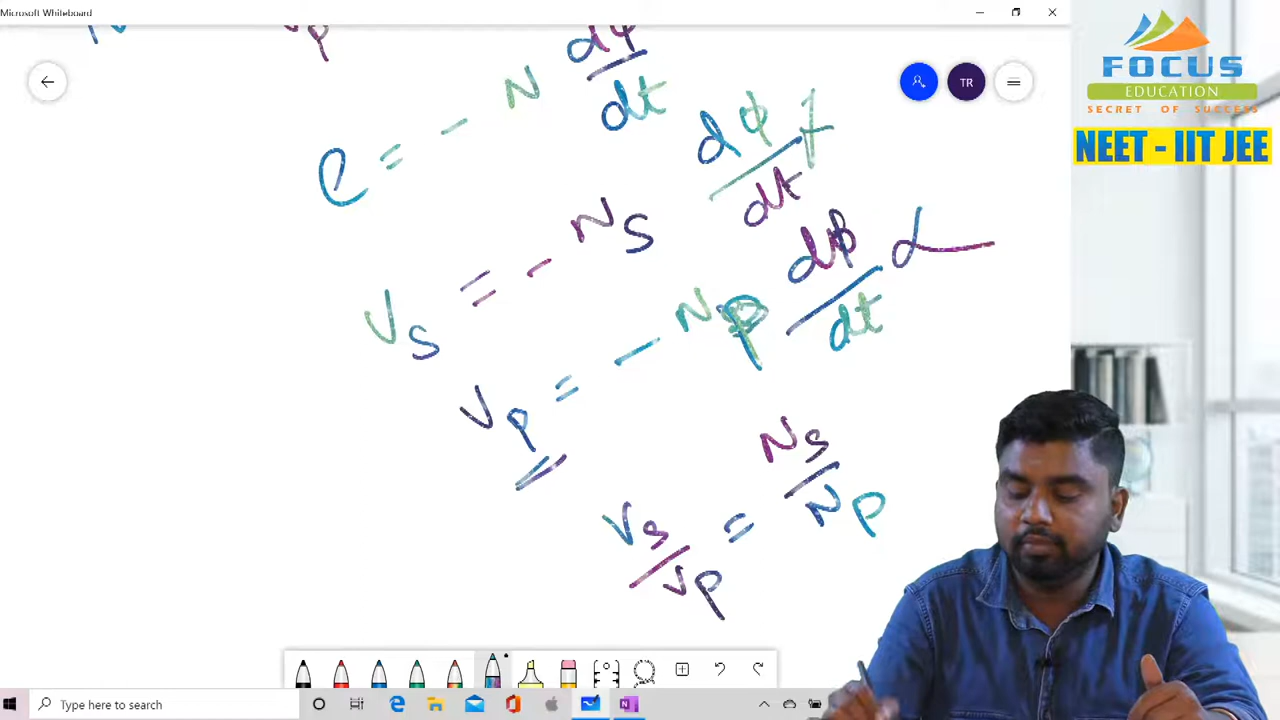 Microsoft Whiteboard
TR
FOCUS
EDUCATION
SECRET OF SUCCESS
NEET - IIT JEE
e = - N dφ/dt
Vs = - Ns dφ/dt
Vp = - Np dφ/dt
Vs/Vp = Ns/Np
Type here to search